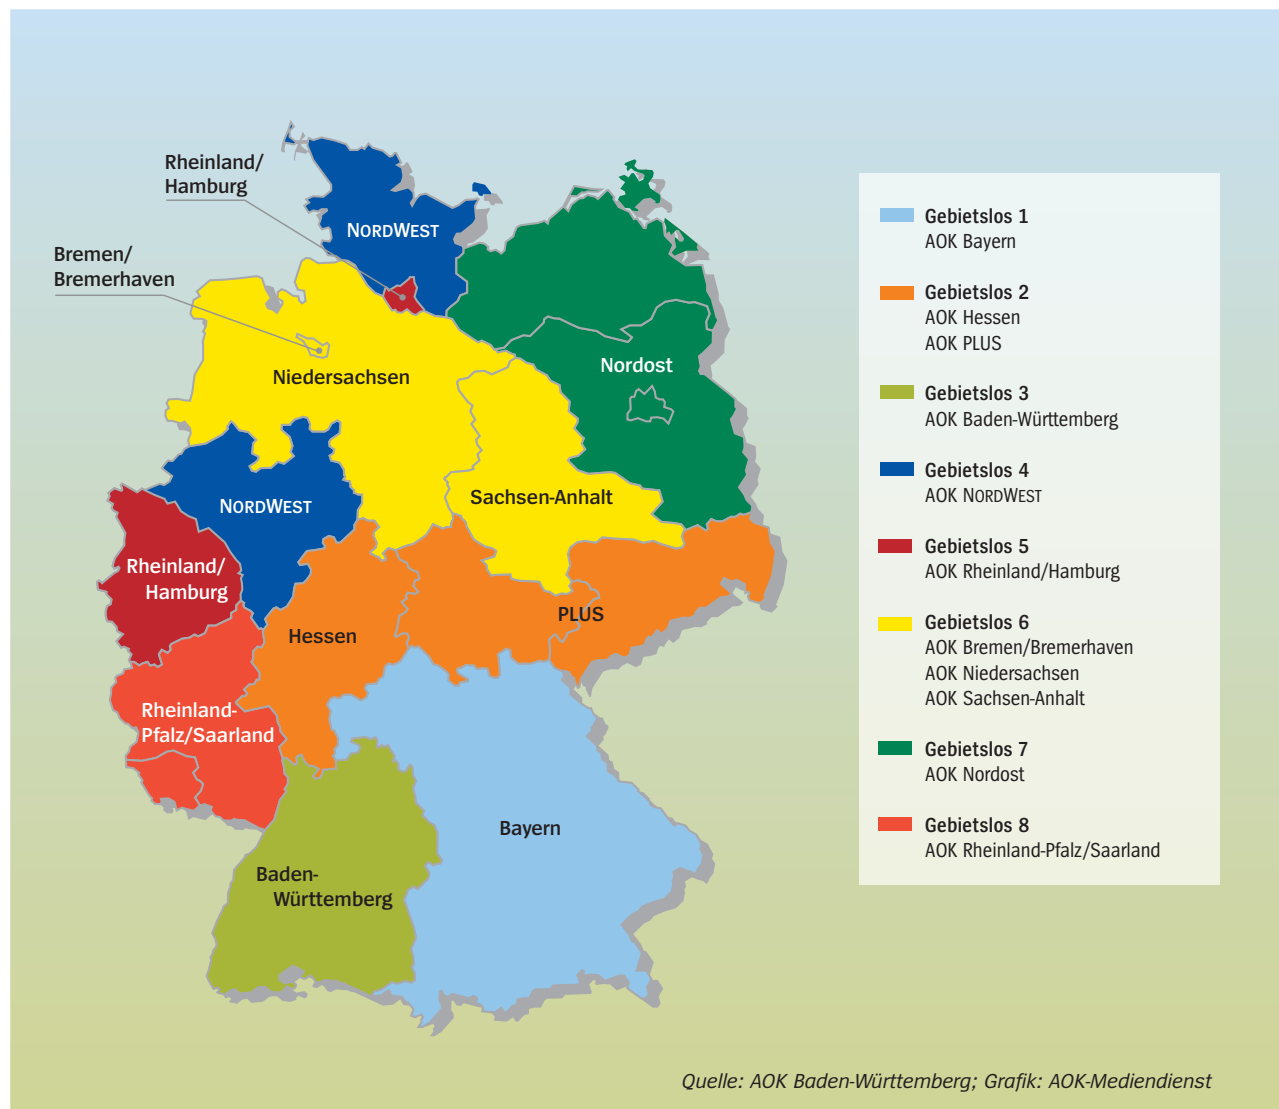 Rheinland/
Hamburg
NORDWEST
Bremen/
Bremerhaven
Niedersachsen
Nordost
NORDWEST
Sachsen-Anhalt
Rheinland/
Hamburg
Hessen
PLUS
Rheinland-
Pfalz/Saarland
Bayern
Baden-
Württemberg
Gebietslos 1
AOK Bayern
Gebietslos 2
AOK Hessen
AOK PLUS
Gebietslos 3
AOK Baden-Württemberg
Gebietslos 4
AOK NORDWEST
Gebietslos 5
AOK Rheinland/Hamburg
Gebietslos 6
AOK Bremen/Bremerhaven
AOK Niedersachsen
AOK Sachsen-Anhalt
Gebietslos 7
AOK Nordost
Gebietslos 8
AOK Rheinland-Pfalz/Saarland
Quelle: AOK Baden-Württemberg; Grafik: AOK-Mediendienst